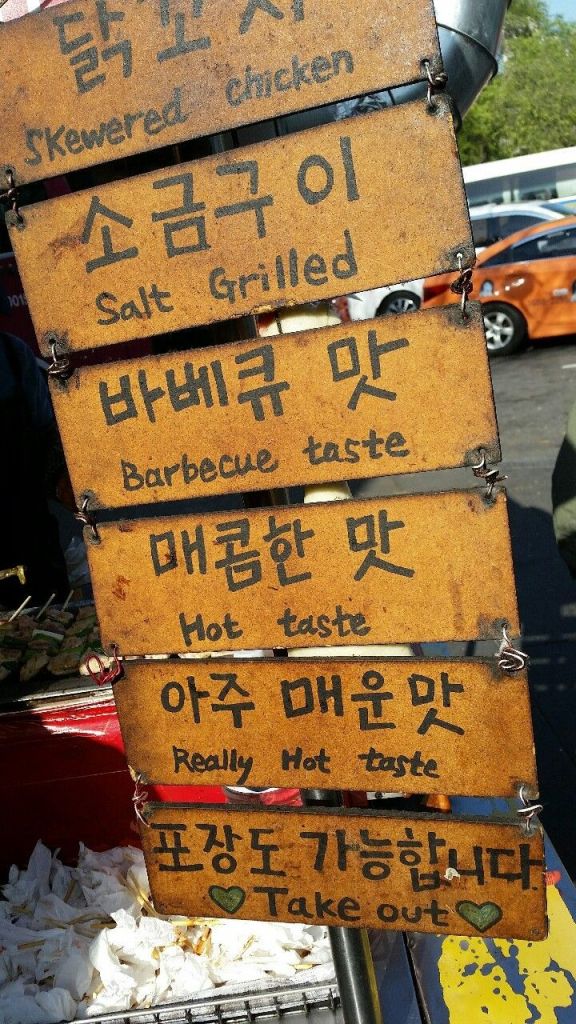 닭꼬치
Skewered chicken
소금구이
Salt Grilled
바베큐 맛
Barbecue taste
매콤한 맛
Hot taste
아주 매운맛
Really Hot taste
포장도 가능합니다.
Take out